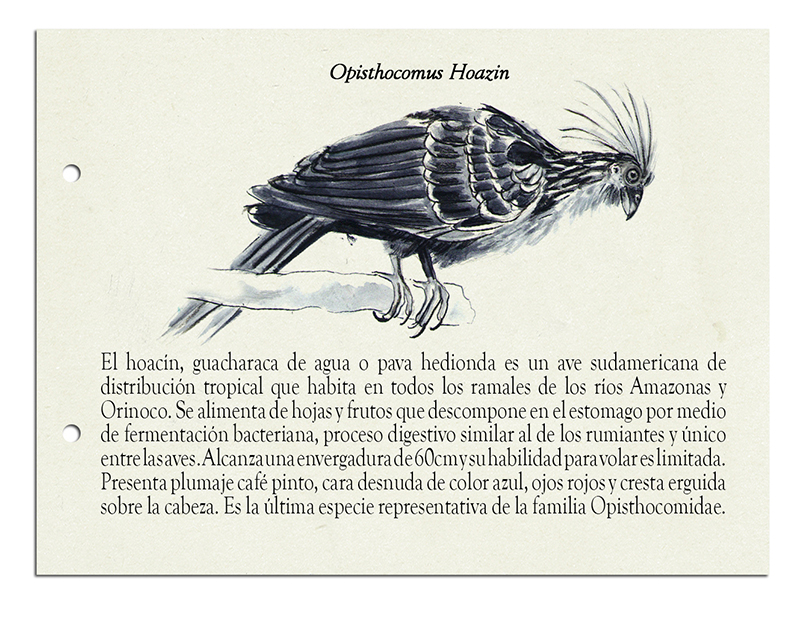 Opisthocomus Hoazin
El hoacín, guacharaca de agua o pava hedionda es un ave sudamericana de
distribución tropical que habita en todos los ramales de los ríos Amazonas y
Orinoco. Se alimenta de hojas y frutos que descompone en el estomago por medio
de fermentación bacteriana, proceso digestivo similar al de los rumiantes y único
entre las aves. Alcanza una envergadura de 60cm y su habilidad para volar es limitada.
Presenta plumaje café pinto, cara desnuda de color azul, ojos rojos y cresta erguida
sobre la cabeza. Es la última especie representativa de la familia Opisthocomidae.